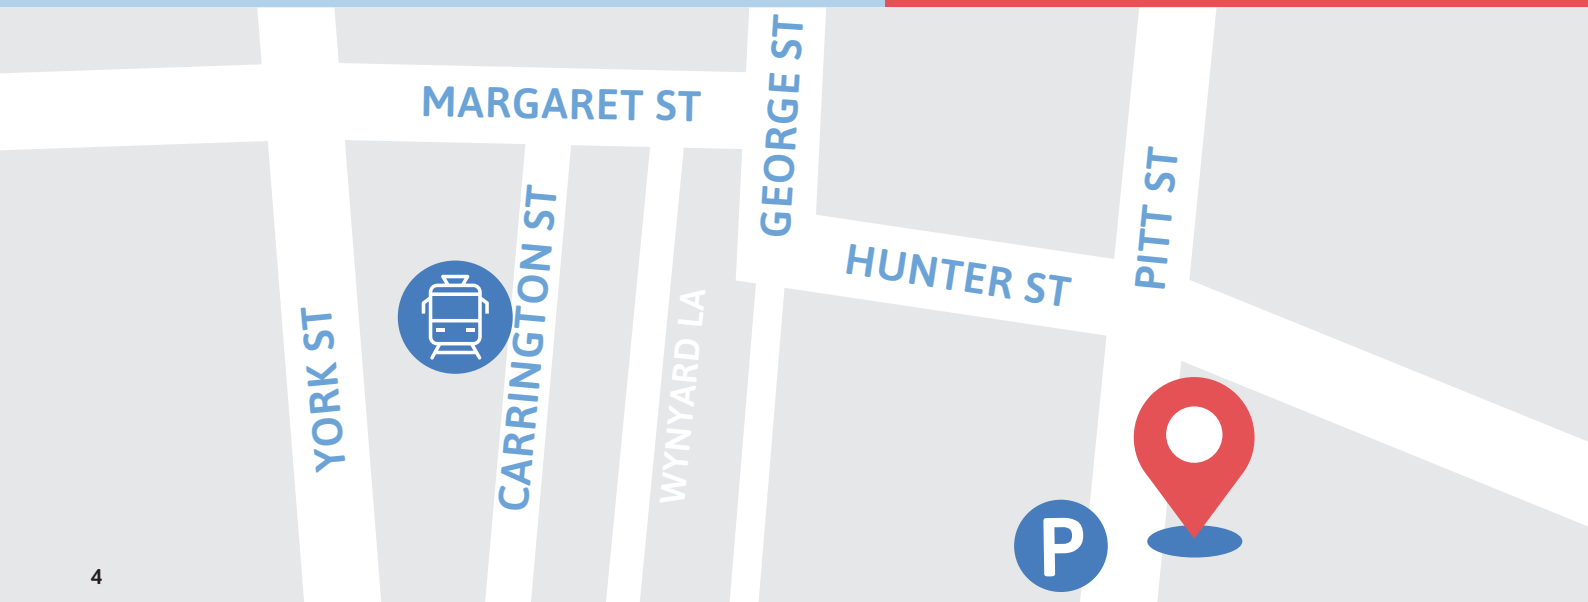 MARGARET ST
GEORGE ST
PITT ST
HUNTER ST
CARRINGTON ST
YORK ST
WYNYARD LA
P
4